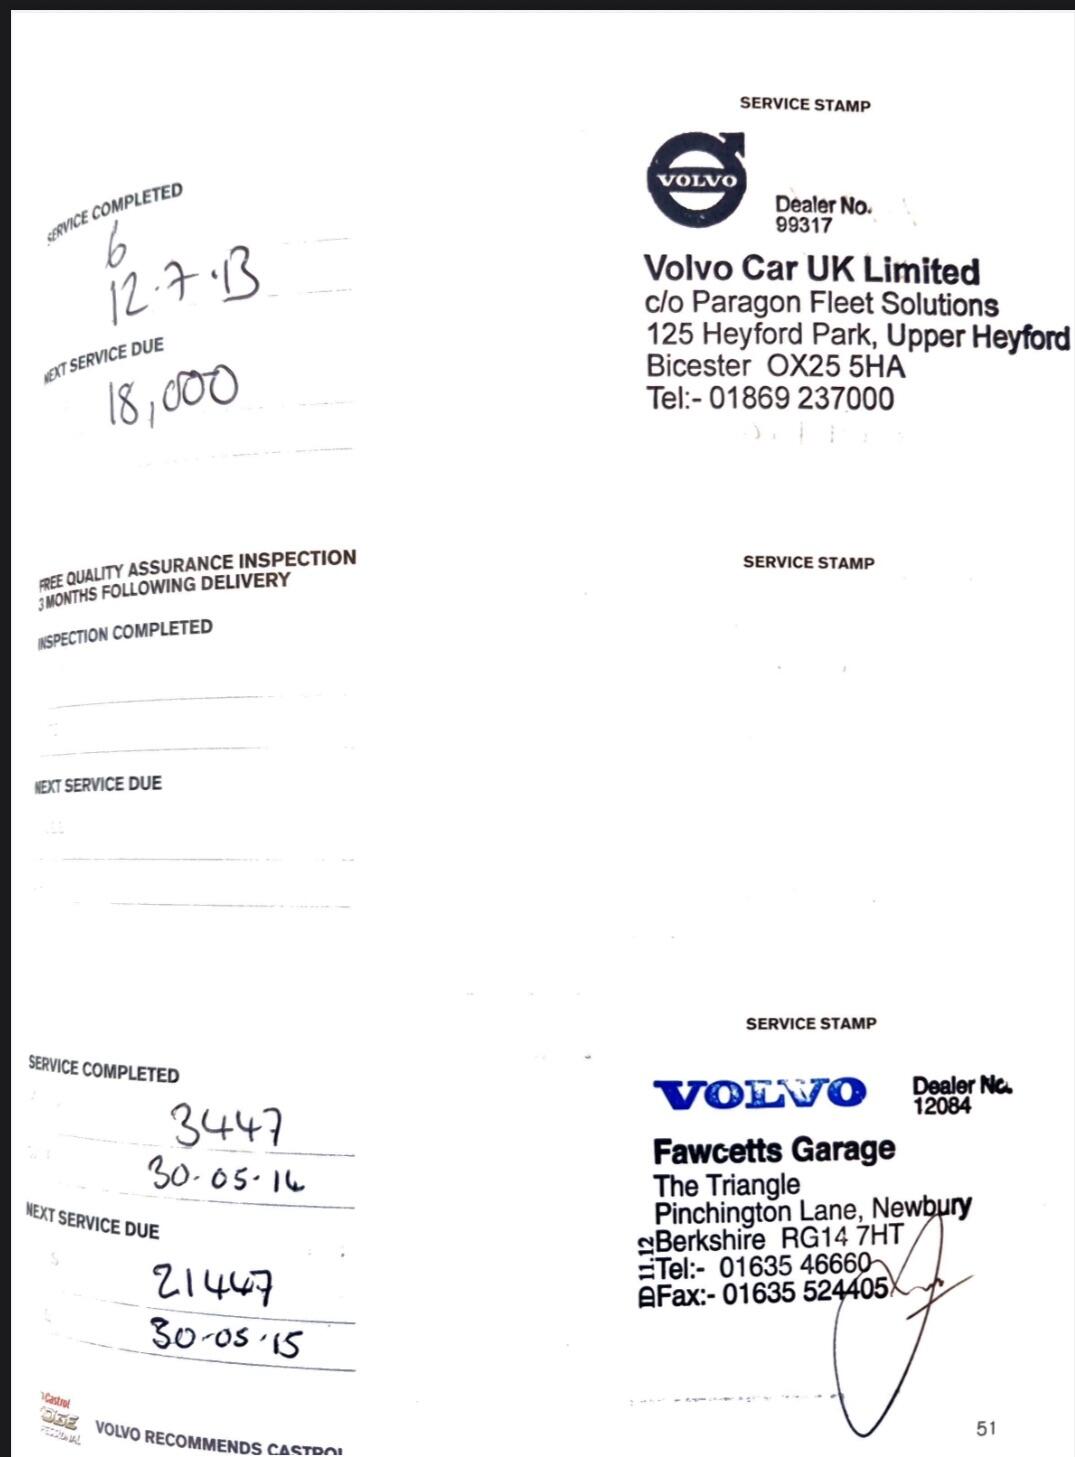 SERVICE STAMP
VOLVO
SERVICE COMPLETED
6
12.7.13
Dealer No.
99317
Volvo Car UK Limited
c/o Paragon Fleet Solutions
125 Heyford Park, Upper Heyford
Bicester OX25 5HA
Tel:- 01869 237000
NEXT SERVICE DUE
18,000
FREE QUALITY ASSURANCE INSPECTION
3 MONTHS FOLLOWING DELIVERY
SERVICE STAMP
INSPECTION COMPLETED
NEXT SERVICE DUE
SERVICE STAMP
SERVICE COMPLETED
3447
30-05-14
VOLVO
Dealer No.
12084
Fawcetts Garage
The Triangle
Pinchington Lane, Newbury
Berkshire RG14 7HT
Tel:- 01635 46660
Fax:- 01635 524405
NEXT SERVICE DUE
21447
30-05-15
Castrol
VOLVO RECOMMENDS CASTROL
51